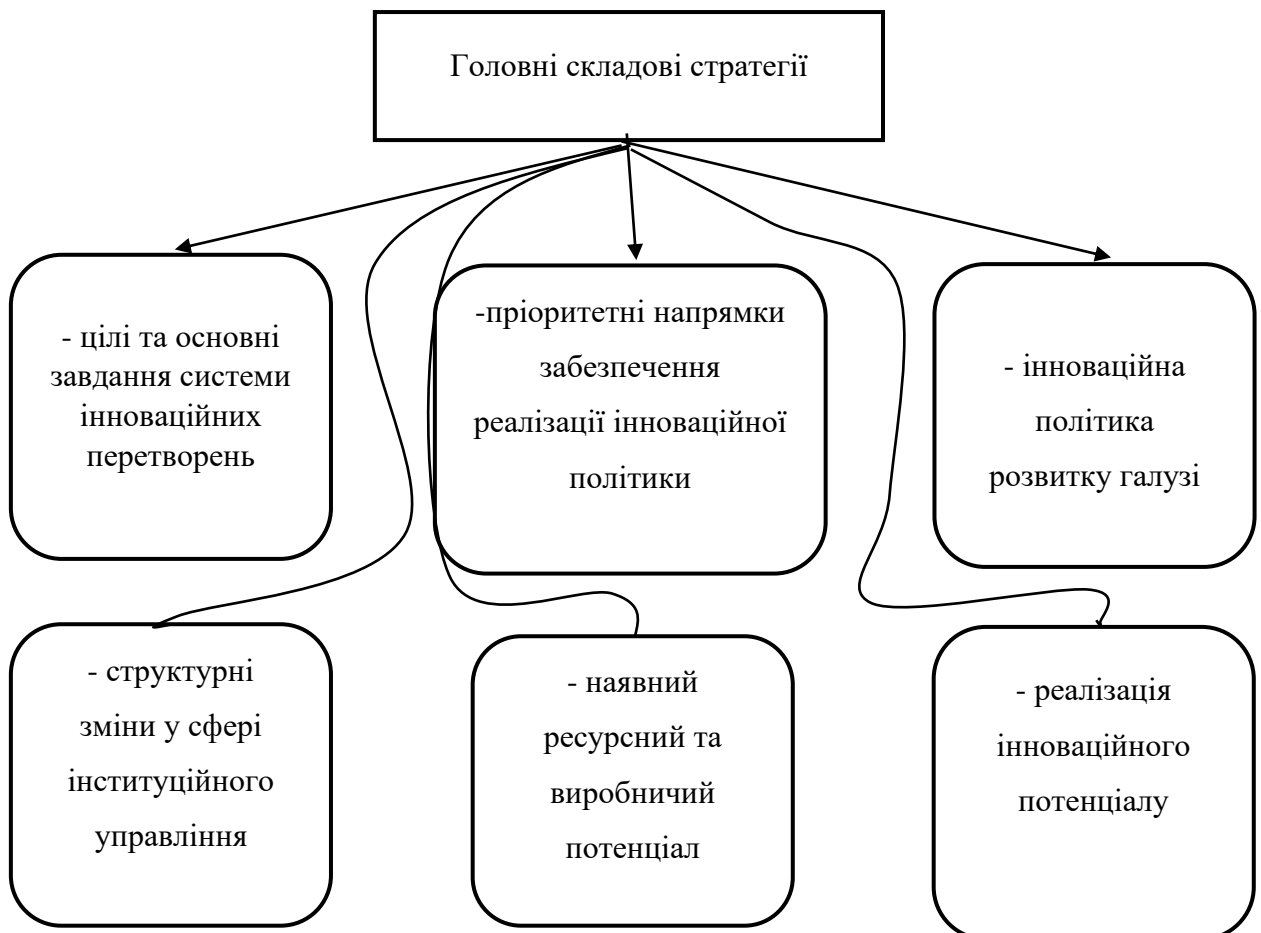 Головні складові стратегії
- цілі та основні
завдання системи
інноваційних
перетворень
-пріоритетні напрямки
забезпечення
реалізації інноваційної
політики
- інноваційна
політика
розвитку галузі
- структурні
зміни у сфері
інституційного
управління
- наявний
ресурсний та
виробничий
потенціал
- реалізація
інноваційного
потенціалу